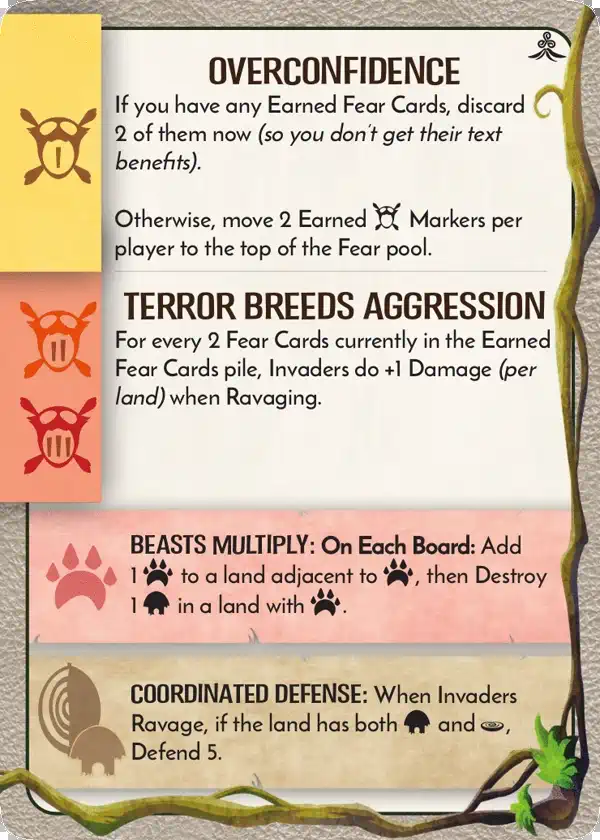 OVERCONFIDENCE
If you have any Earned Fear Cards, discard
2 of them now (so you don't get their text
benefits).
Otherwise, move 2 Earned Markers per
player to the top of the Fear pool.
TERROR BREEDS AGGRESSION
For every 2 Fear Cards currently in the Earned
Fear Cards pile, Invaders do +1 Damage (per
land) when Ravaging.
BEASTS MULTIPLY: On Each Board: Add
1 to a land adjacent to , then Destroy
1 in a land with .
COORDINATED DEFENSE: When Invaders
Ravage, if the land has both and ,
Defend 5.